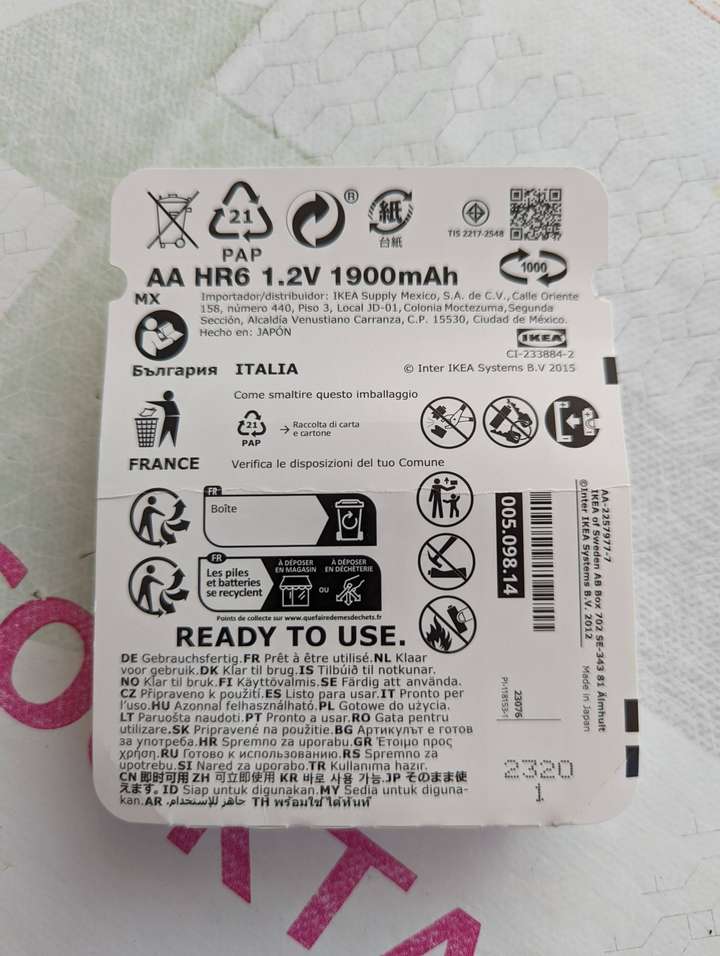 21
PAP
®
紙
台紙
TIS 2217-2548
AA HR6 1.2V 1900mAh
1000
MX
Importador/distribuidor: IKEA Supply Mexico, S.A. de C.V., Calle Oriente
158, número 440, Piso 3, Local JD-01, Colonia Moctezuma, Segunda
Sección, Alcaldía Venustiano Carranza, C.P. 15530, Ciudad de México.
Hecho en: JAPÓN
IKEA
CI-233884-2
© Inter IKEA Systems B.V 2015
България
ITALIA
Come smaltire questo imballaggio
21
PAP
→ Raccolta di carta
e cartone
FRANCE
Verifica le disposizioni del tuo Comune
FR
Boîte
FR
Les piles
et batteries
se recyclent
À DÉPOSER
EN MAGASIN
OU
À DÉPOSER
EN DÉCHÈTERIE
Points de collecte sur www.quefairedemesdechets.fr
READY TO USE.
DE Gebrauchsfertig.FR Prêt à être utilisé.NL Klaar
voor gebruik.DK Klar til brug.IS Tilbúið til notkunar.
NO Klar til bruk.FI Käyttövalmis.SE Färdig att använda.
CZ Připraveno k použití.ES Listo para usar.IT Pronto per
l'uso.HU Azonnal felhasználható.PL Gotowe do użycia.
LT Paruošta naudoti.PT Pronto a usar.RO Gata pentru
utilizare.SK Pripravené na použitie.BG Артикулът е готов
за употреба.HR Spremno za uporabu.GR Έτοιμο προς
χρήση.RU Готово к использованию.RS Spremno za
upotrebu.SI Nared za uporabo.TR Kullanıma hazır.
CN 即时可用 ZH 可立即使用 KR 바로 사용 가능.JP そのまま使
えます。ID Siap untuk digunakan.MY Sedia untuk diguna-
kan.AR جاهز للإستخدام. TH พร้อมใช้ได้ทันที
005.098.14
AA-2257977-7
IKEA of Sweden AB Box 702 SE-343 81 Älmhult
©Inter IKEA Systems B.V. 2012
Made in Japan
23076
2320
1